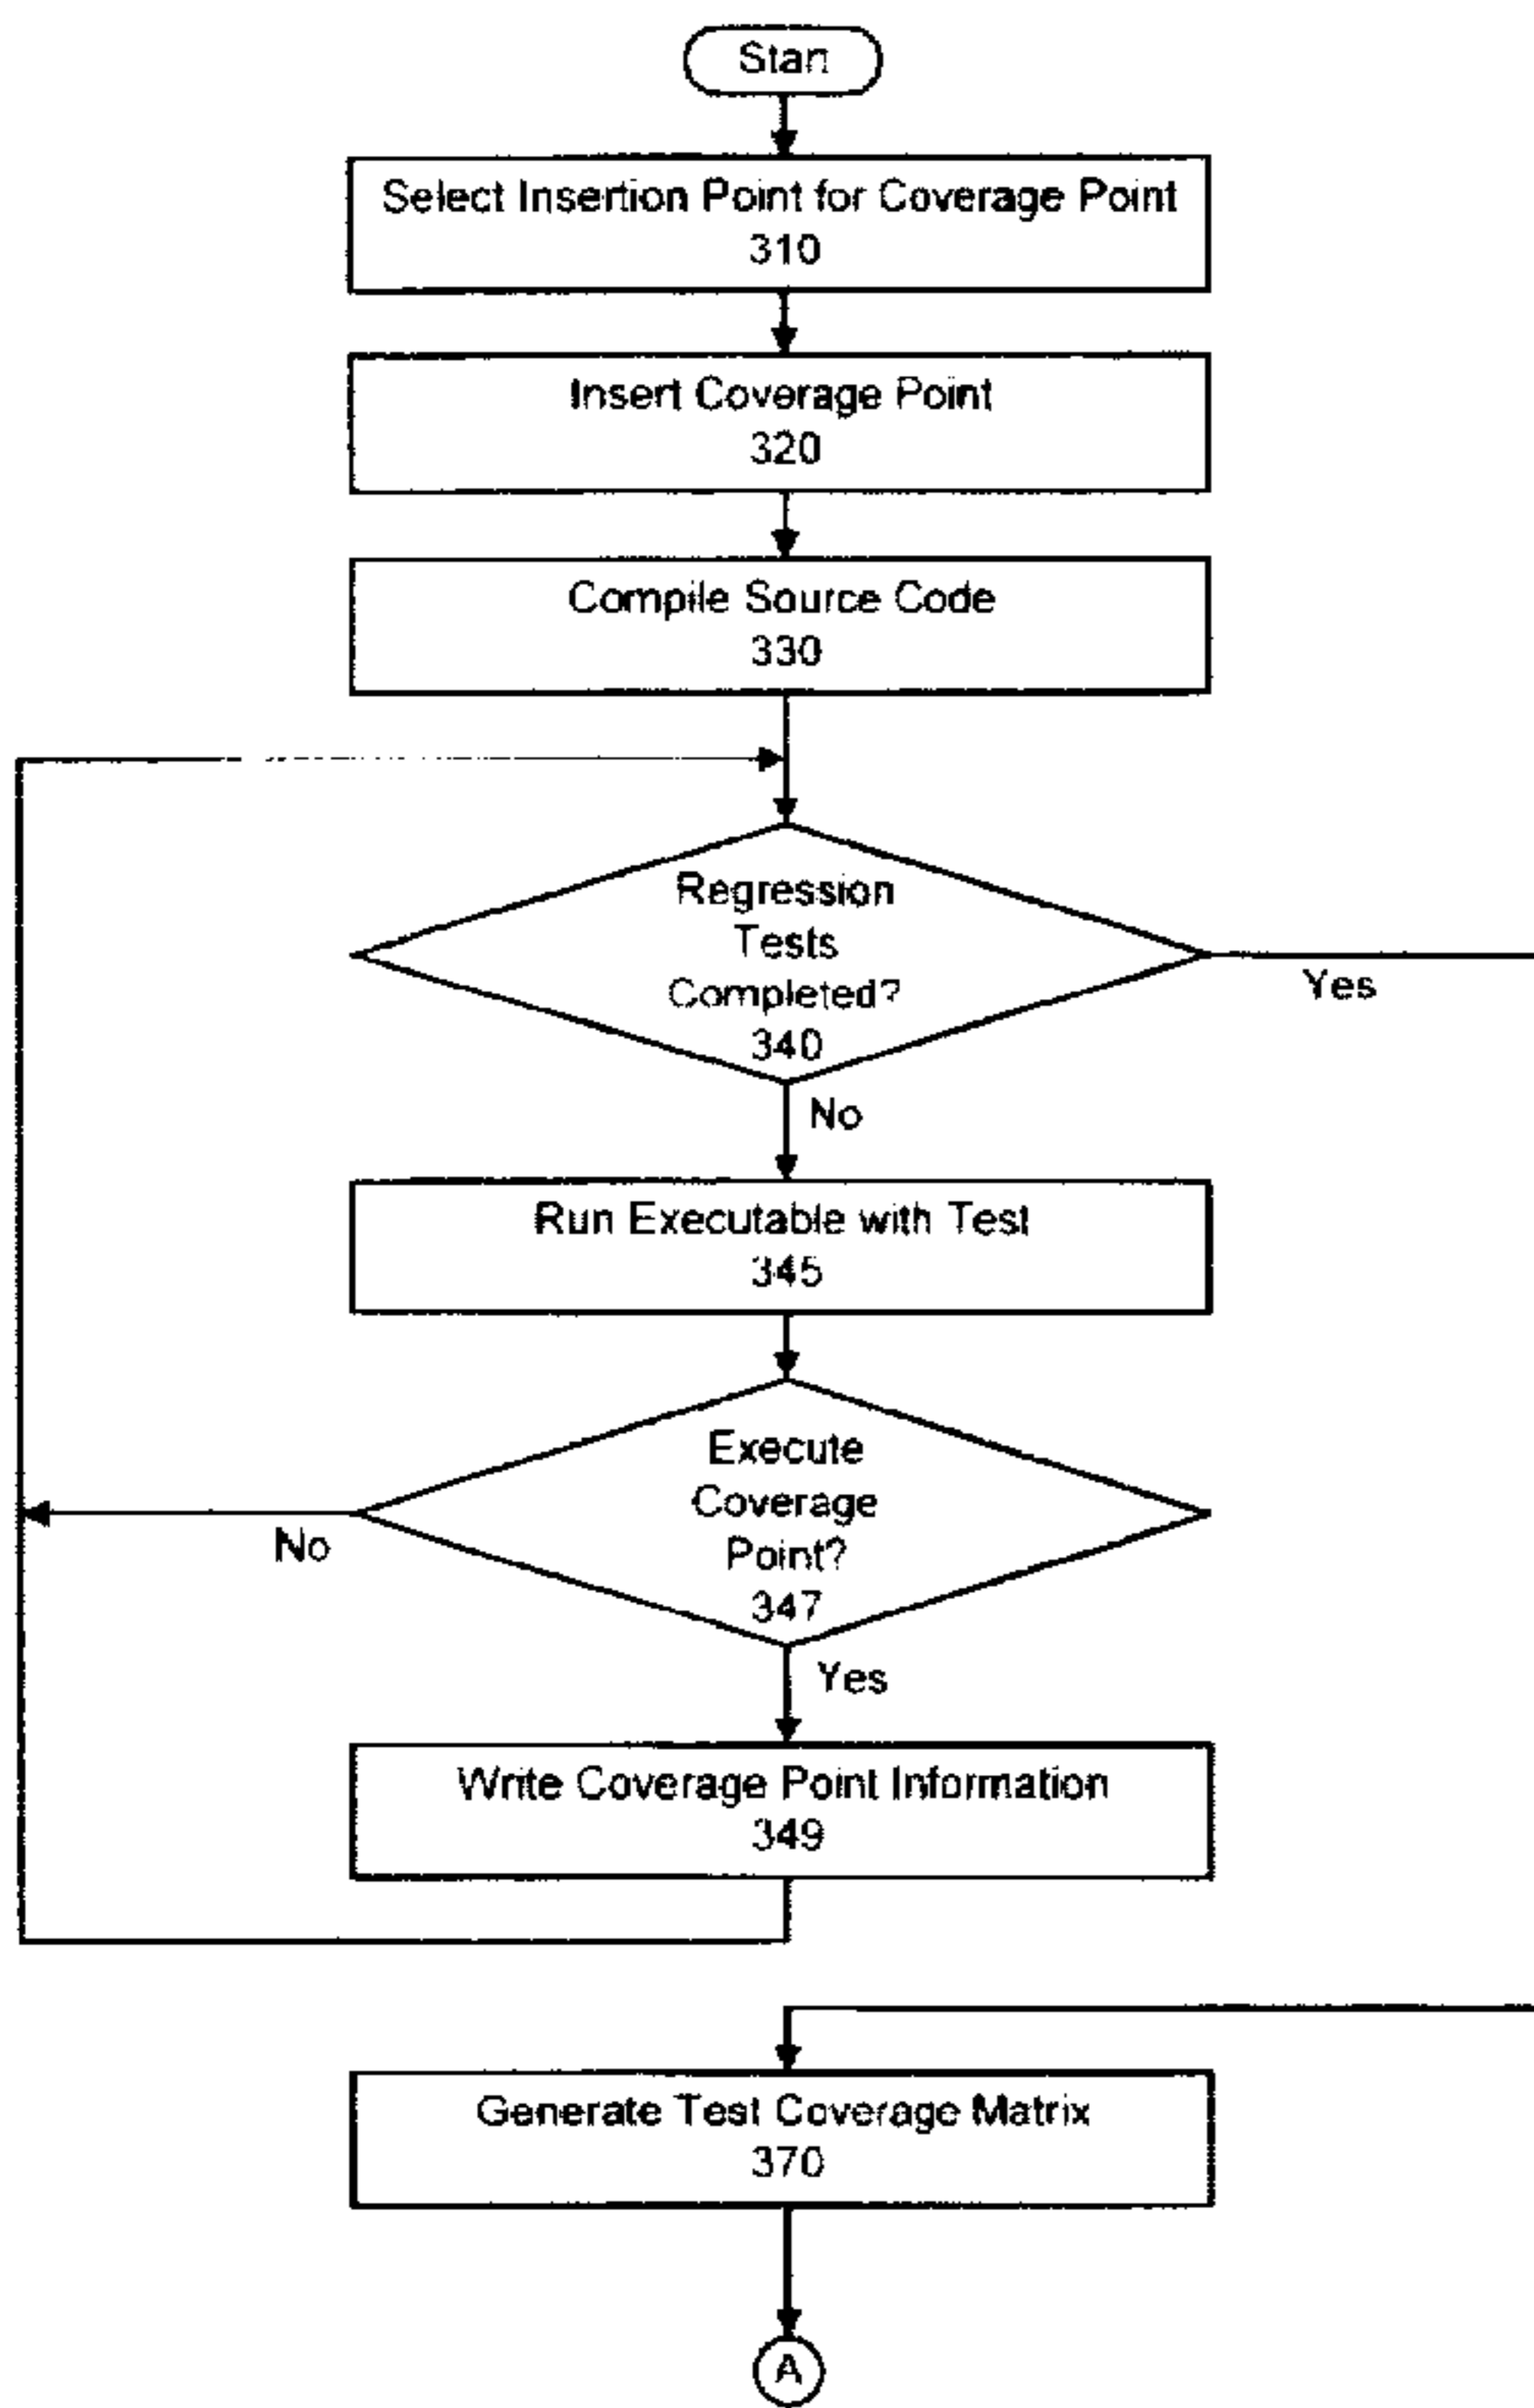 Start
Select Insertion Point for Coverage Point
310
Insert Coverage Point
320
Compile Source Code
330
Regression
Tests
Completed?
340
Yes
No
Run Executable with Test
345
Execute
Coverage
Point?
347
No
Yes
Write Coverage Point Information
349
Generate Test Coverage Matrix
370
A